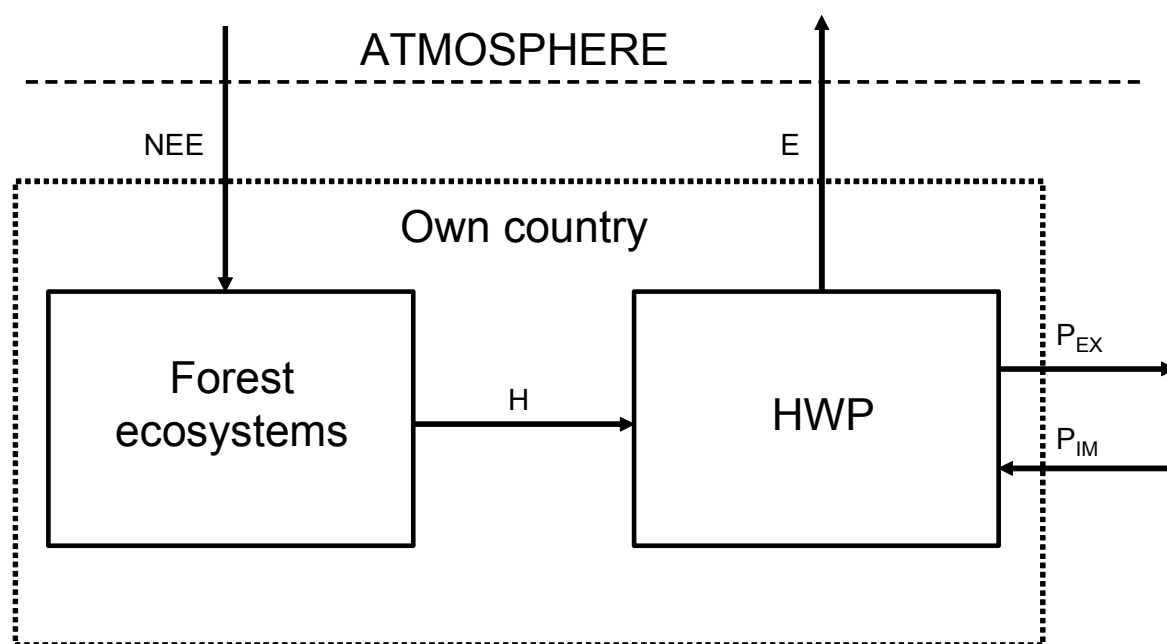 ATMOSPHERE
NEE
E
Own country
Forest
ecosystems
H
HWP
P_EX
P_IM